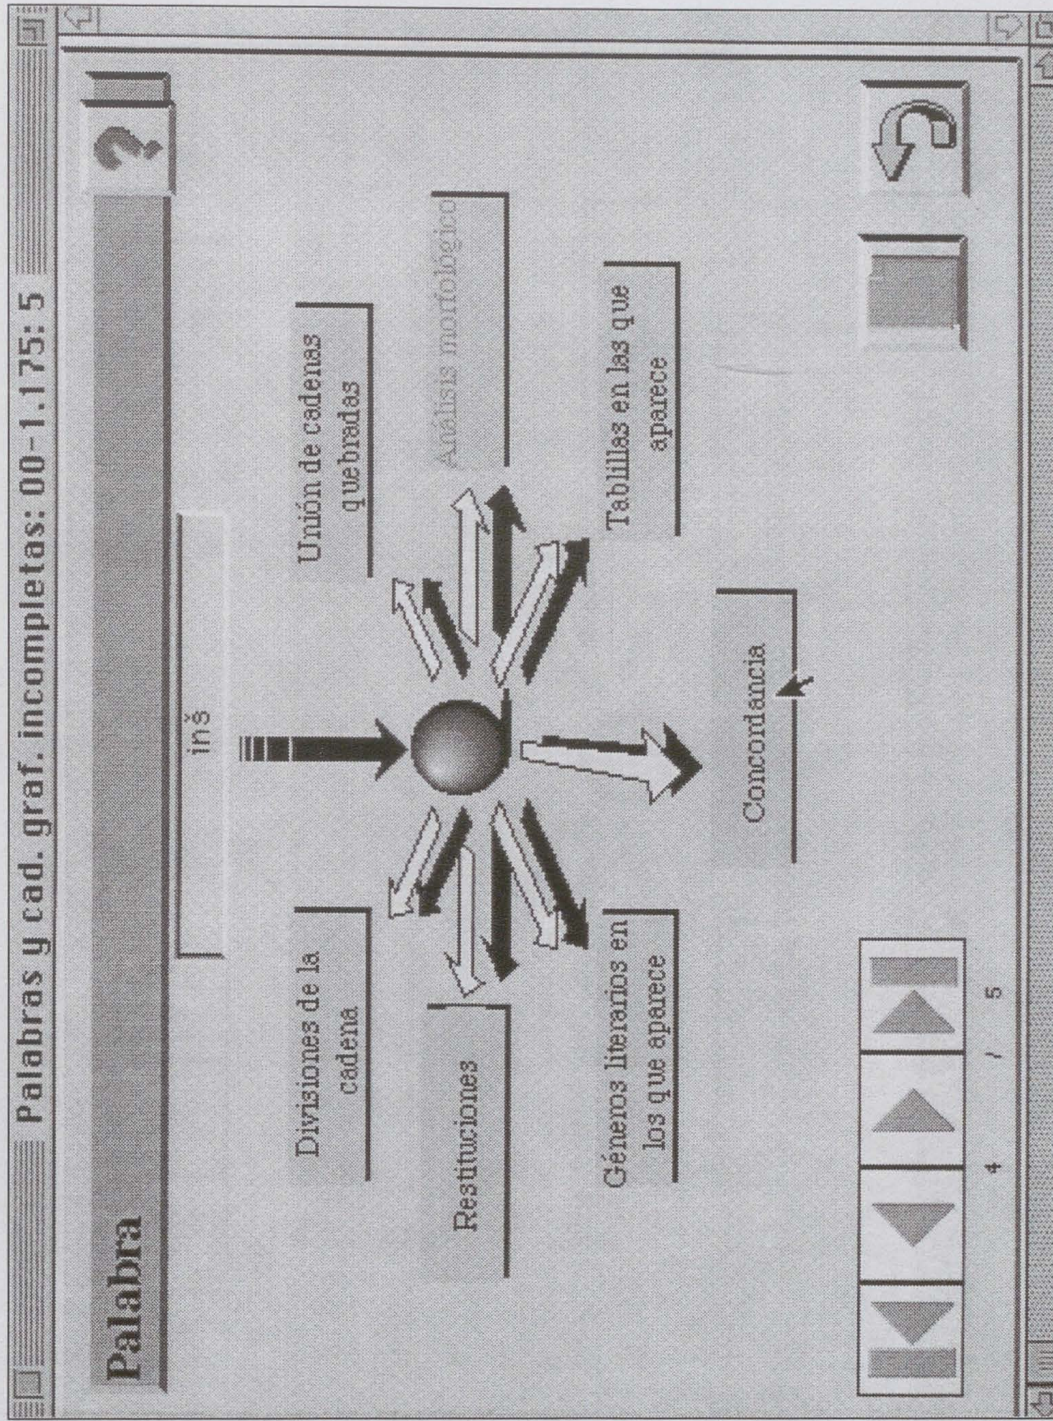 Palabras y cad. graf. incompletas: 00-1.175: 5
Palabra
?
inš
Divisiones de la
cadena
Unión de cadenas
quebradas
Restituciones
Análisis morfológico
Géneros literarios en
los que aparece
Tablillas en las que
aparece
Concordancia
4 / 5